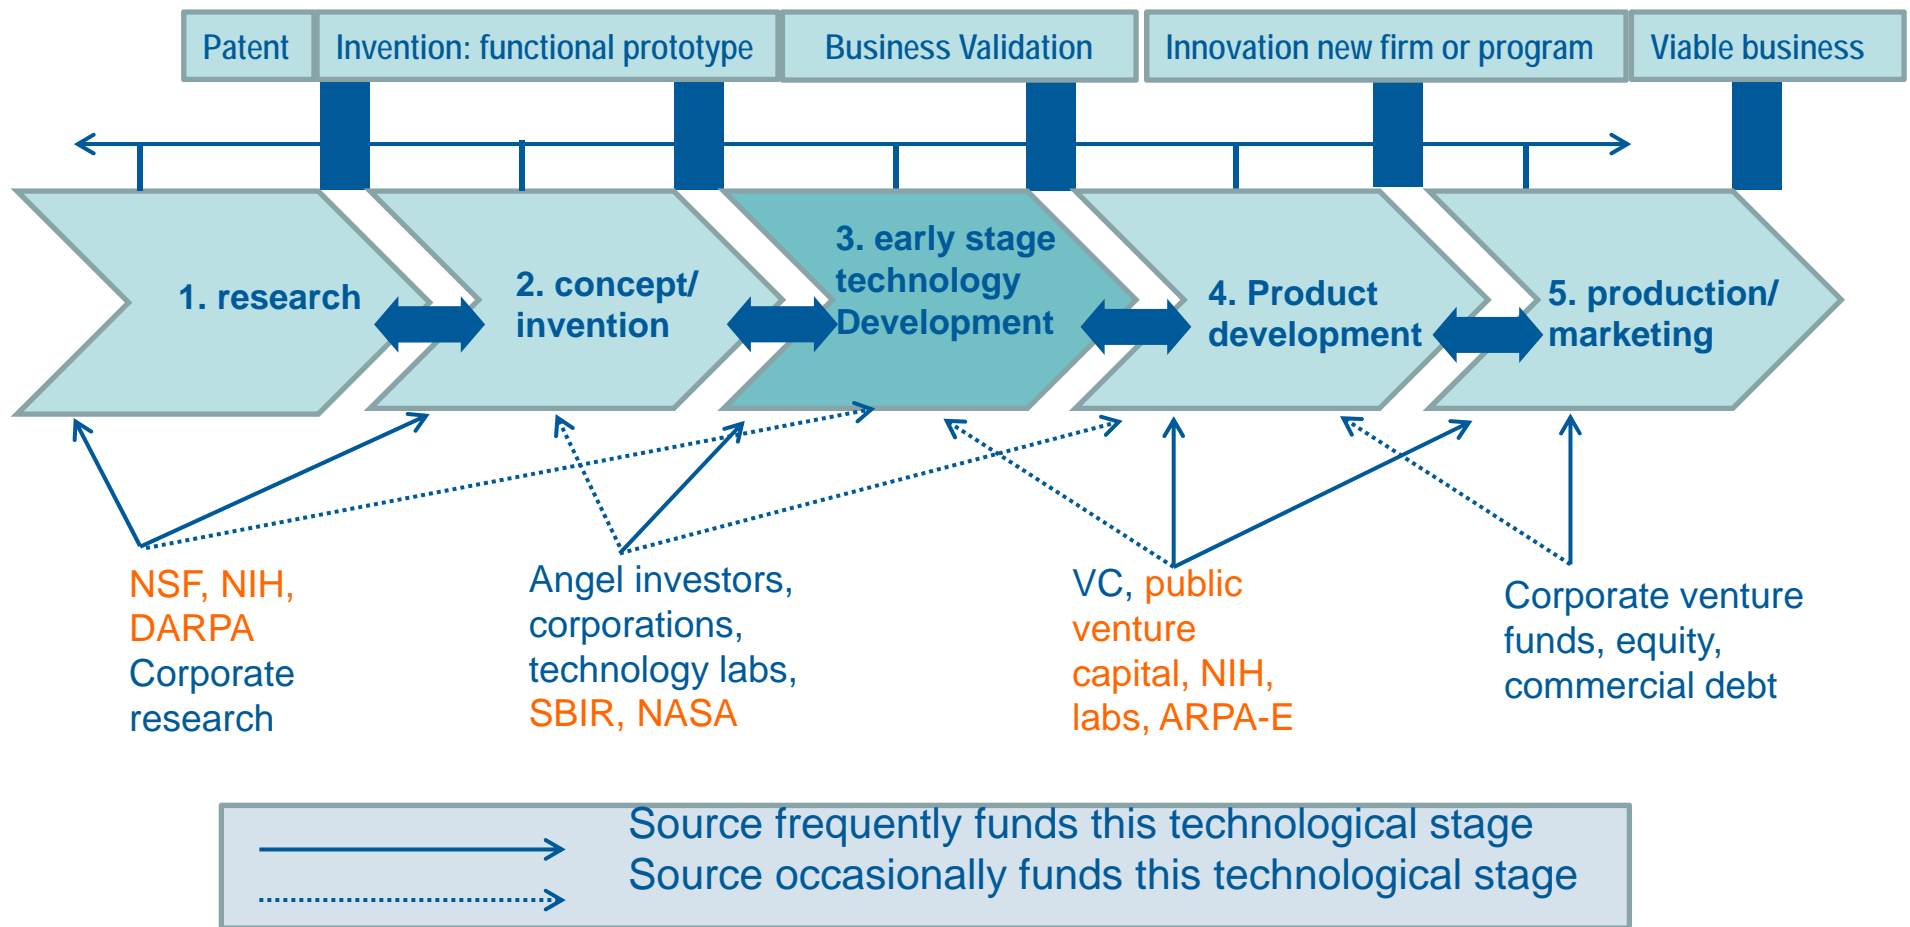 Patent
Invention: functional prototype
Business Validation
Innovation new firm or program
Viable business
1. research
2. concept/
invention
3. early stage
technology
Development
4. Product
development
5. production/
marketing
NSF, NIH,
DARPA
Corporate
research
Angel investors,
corporations,
technology labs,
SBIR, NASA
VC, public
venture
capital, NIH,
labs, ARPA-E
Corporate venture
funds, equity,
commercial debt
Source frequently funds this technological stage
Source occasionally funds this technological stage